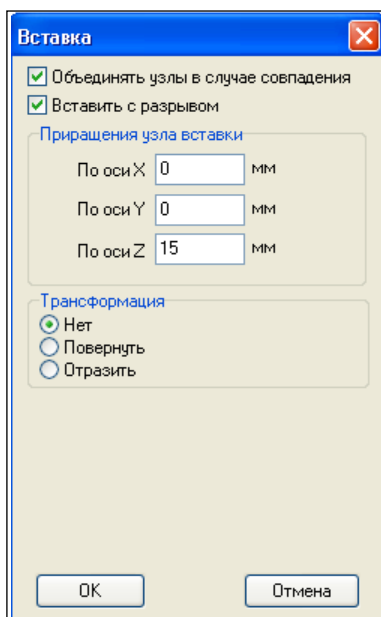 Вставка
Объединять узлы в случае совпадения
Вставить с разрывом
Приращения узла вставки
По оси X 0 мм
По оси Y 0 мм
По оси Z 15 мм
Трансформация
Нет
Повернуть
Отразить
OK Отмена